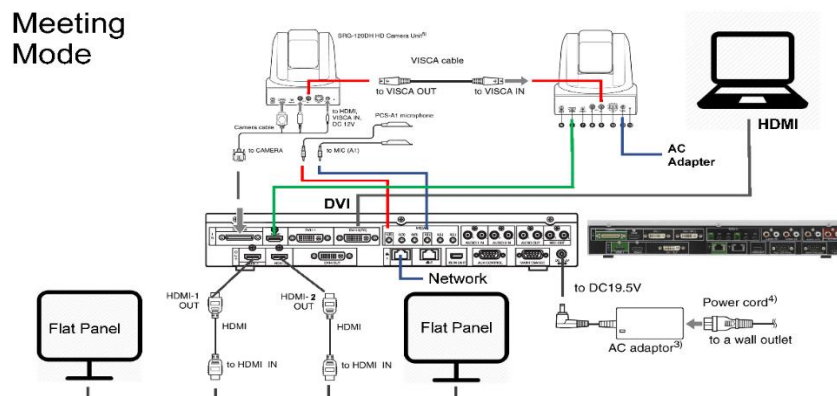 Meeting
Mode
SRG-120DH HD Camera Unit⁵⁾
VISCA cable
to VISCA OUT
to VISCA IN
HDMI
to HDMI,
VISCA IN,
DC 12V
PCS-A1 microphone
Camera cable
to CAMERA
to MIC (A1)
AC
Adapter
DVI
Network
HDMI-1
OUT
HDMI-2
OUT
to DC19.5V
Power cord⁴⁾
Flat Panel
HDMI
HDMI
Flat Panel
AC adaptor³⁾
to a wall outlet
to HDMI IN
to HDMI IN